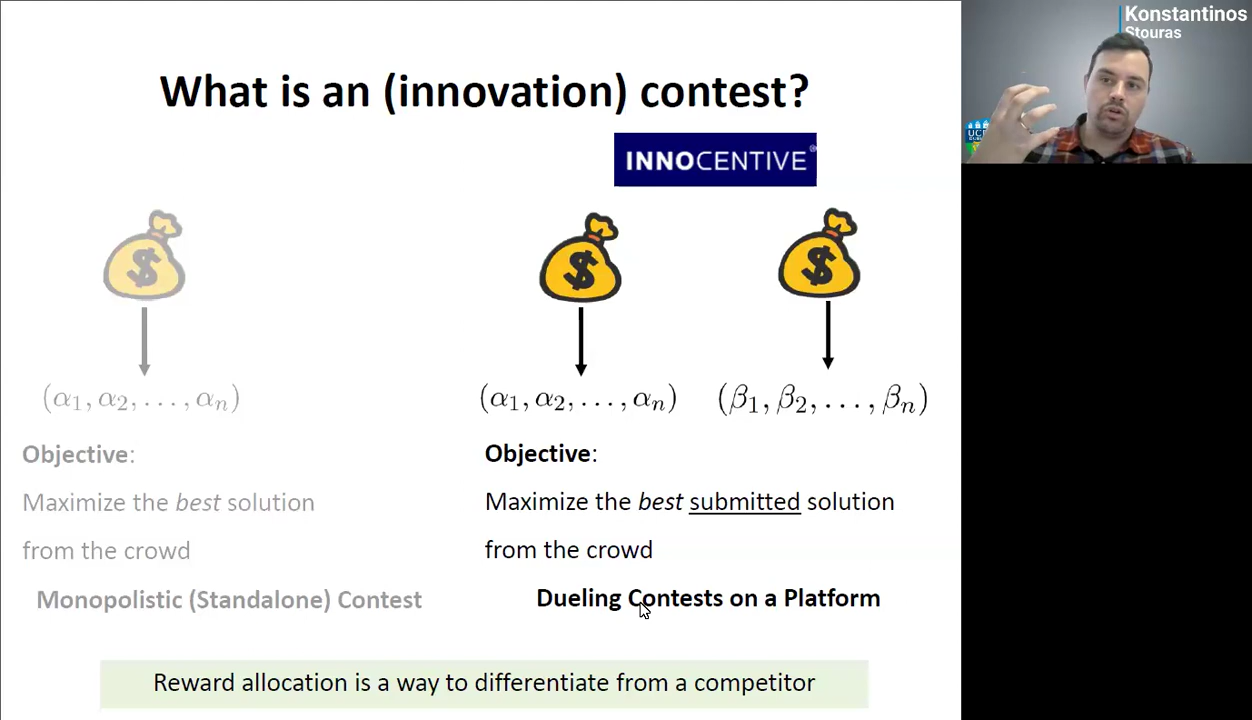 What is an (innovation) contest?
INNOCENTIVE®
$
$
$
(α₁, α₂, . . . , αₙ)
(α₁, α₂, . . . , αₙ)
(β₁, β₂, . . . , βₙ)
Objective:
Maximize the best solution
from the crowd
Monopolistic (Standalone) Contest
Objective:
Maximize the best submitted solution
from the crowd
Dueling Contests on a Platform
Reward allocation is a way to differentiate from a competitor
Konstantinos
Stouras